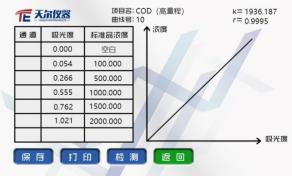 TE 天尔仪器 项目名:COD（高量程） k= 1936.187
曲线号: 10 r= 0.9995
通道 吸光度 标准品浓度 浓度
0.000 空白
0.054 100.000
0.266 500.000
0.555 1000.000
0.762 1500.000
1.021 2000.000
吸光度
保存 打印 检测 返回